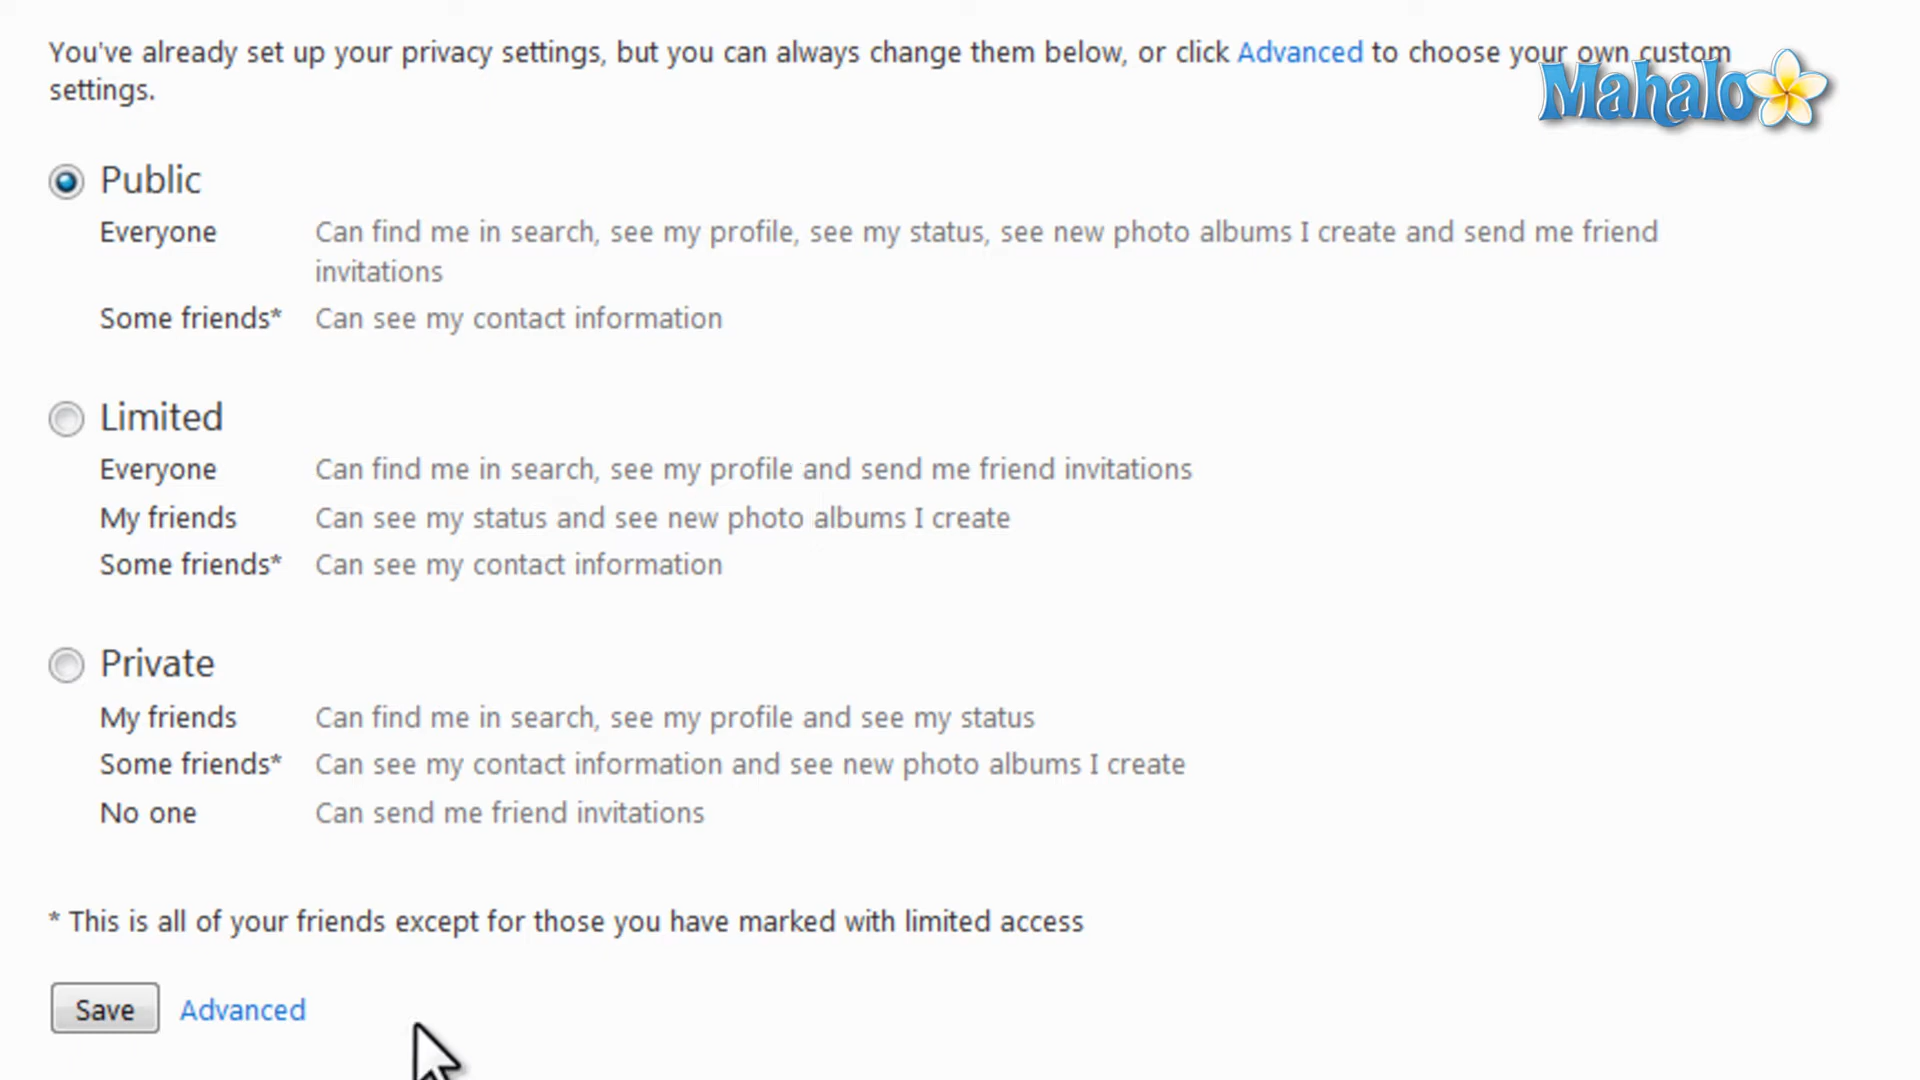 You've already set up your privacy settings, but you can always change them below, or click Advanced to choose your own custom
settings.
Mahalo
Public
Everyone Can find me in search, see my profile, see my status, see new photo albums I create and send me friend
invitations
Some friends* Can see my contact information
Limited
Everyone Can find me in search, see my profile and send me friend invitations
My friends Can see my status and see new photo albums I create
Some friends* Can see my contact information
Private
My friends Can find me in search, see my profile and see my status
Some friends* Can see my contact information and see new photo albums I create
No one Can send me friend invitations
* This is all of your friends except for those you have marked with limited access
Save Advanced